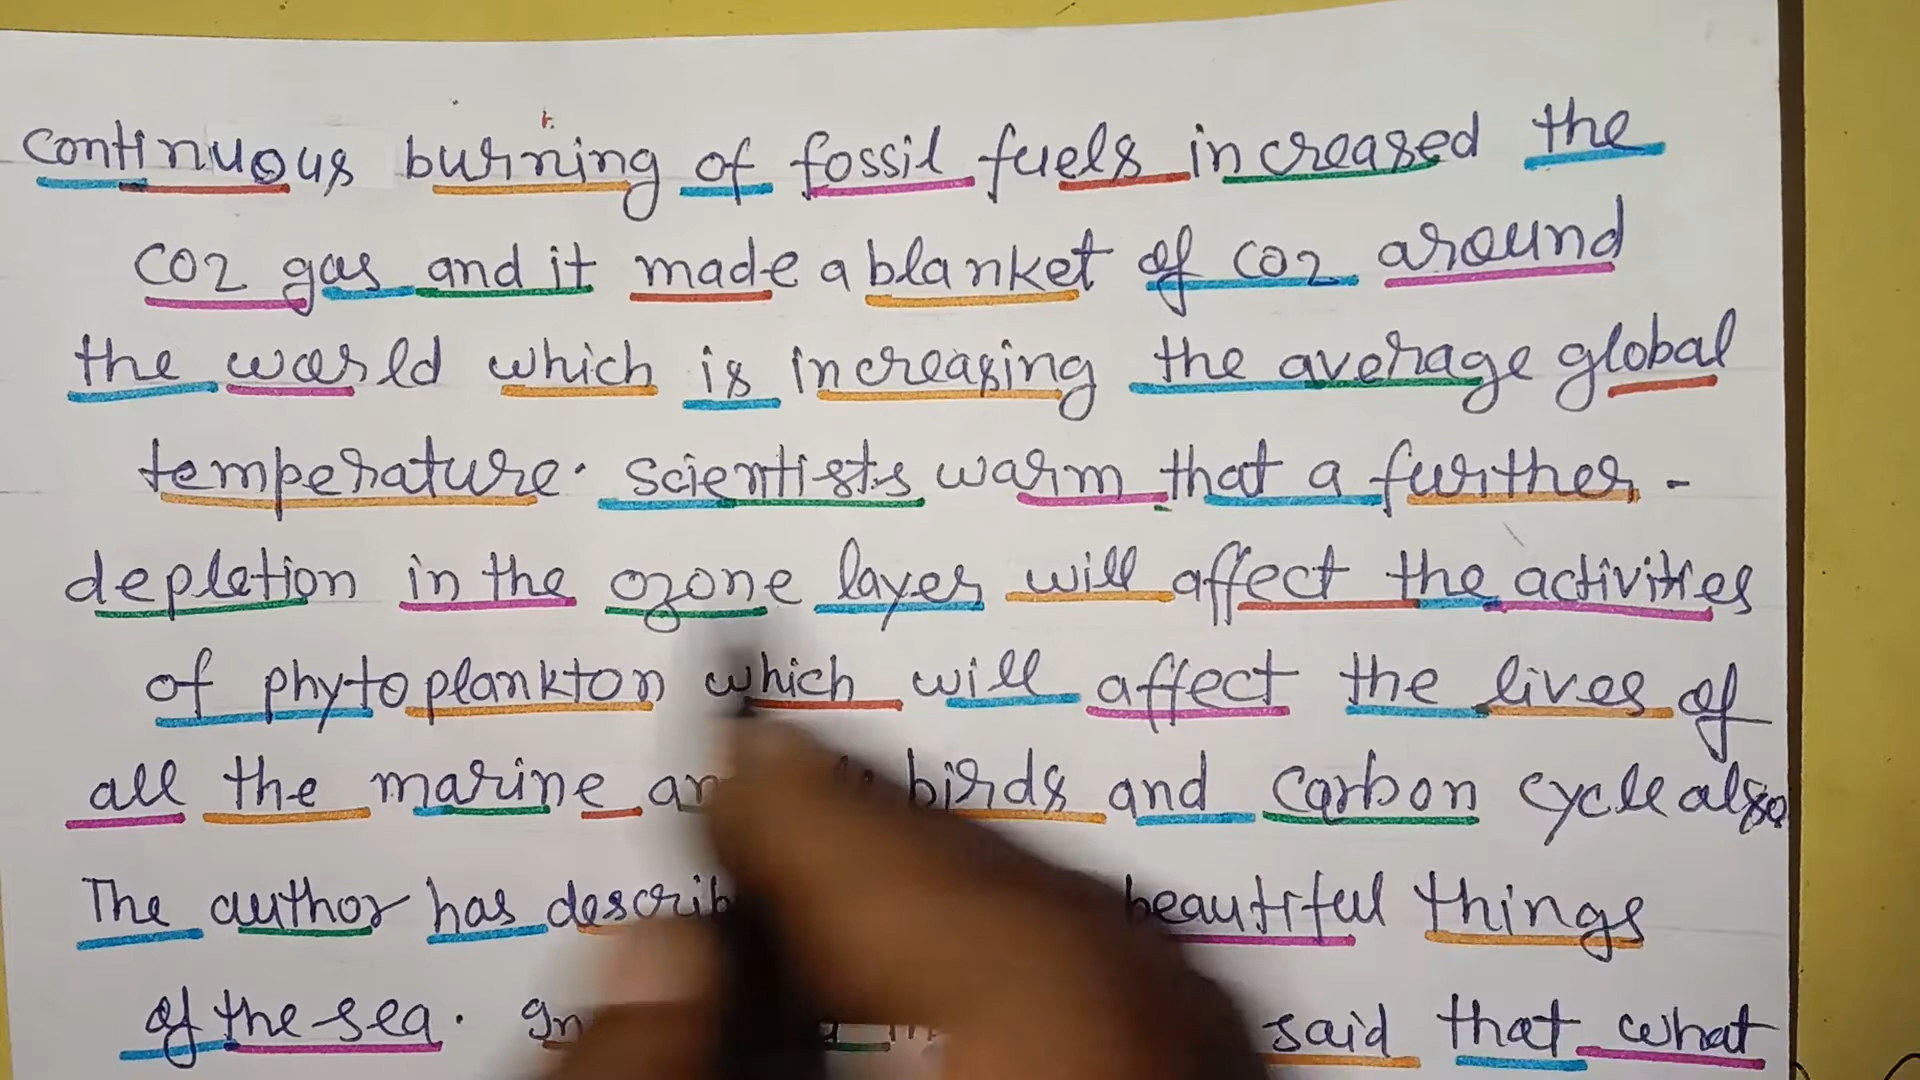 continuous burning of fossil fuels increased the
CO2 gas and it made a blanket of CO2 around
the world which is increasing the average global
temperature. Scientists warm that a further -
depletion in the ozone layer will affect the activities
of phytoplankton which will affect the lives of
all the marine birds and carbon cycle also
The author has beautiful things
of the sea. In said that what